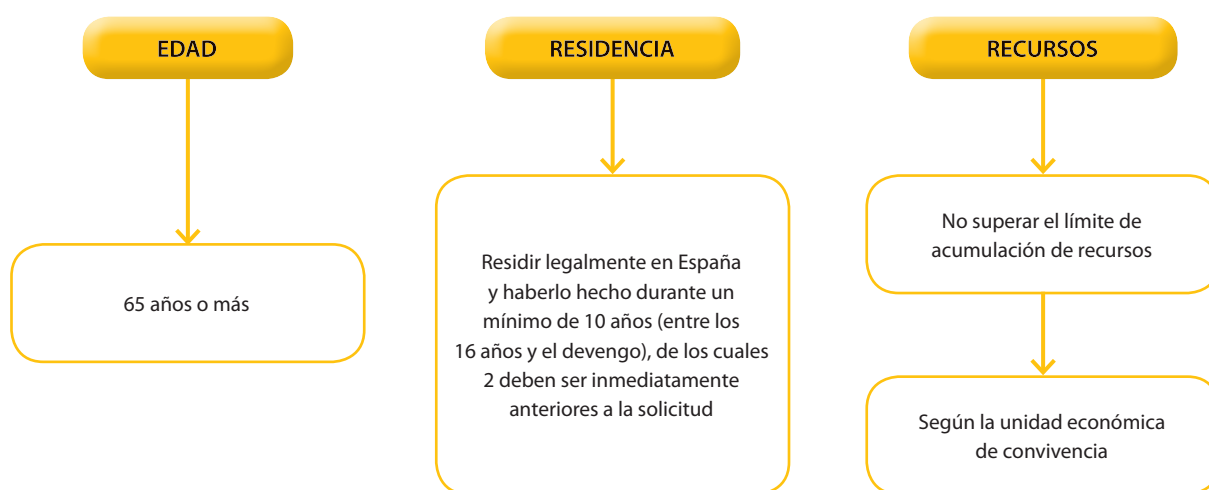 EDAD
65 años o más
RESIDENCIA
Residir legalmente en España
y haberlo hecho durante un
mínimo de 10 años (entre los
16 años y el devengo), de los cuales
2 deben ser inmediatamente
anteriores a la solicitud
RECURSOS
No superar el límite de
acumulación de recursos
Según la unidad económica
de convivencia